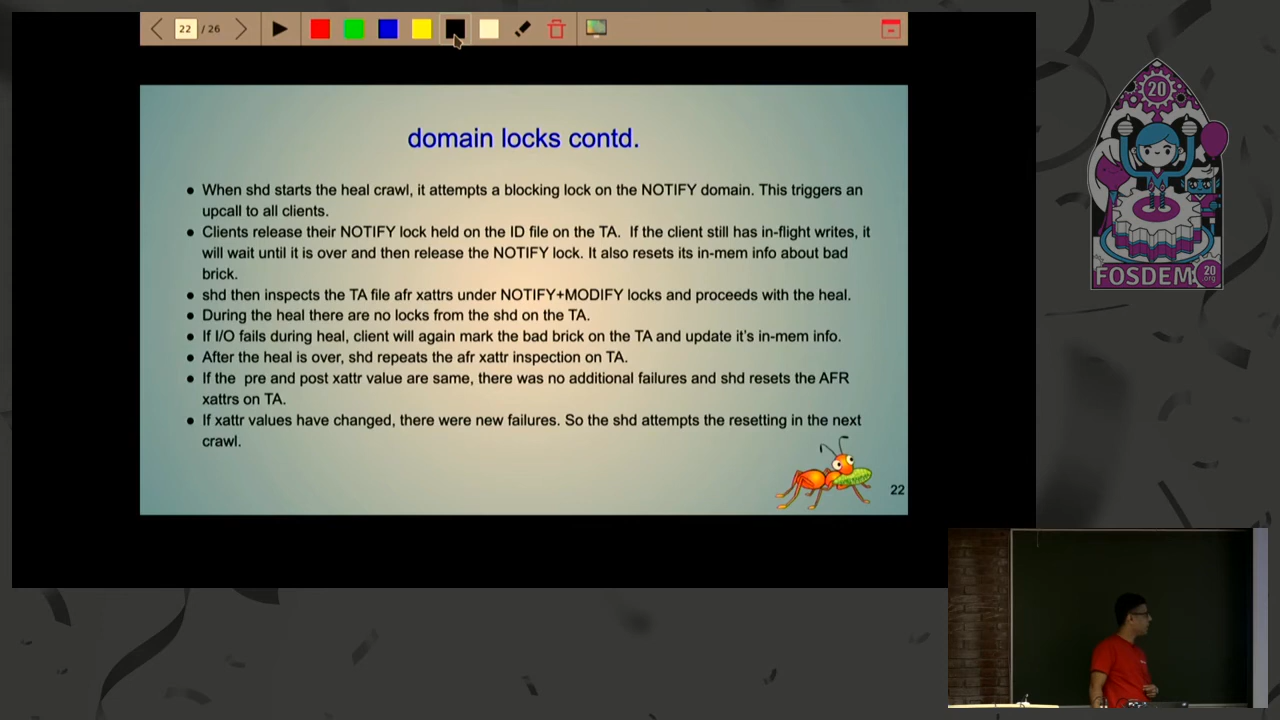 22 / 26
20
domain locks contd.
● When shd starts the heal crawl, it attempts a blocking lock on the NOTIFY domain. This triggers an
upcall to all clients.
● Clients release their NOTIFY lock held on the ID file on the TA.  If the client still has in-flight writes, it
will wait until it is over and then release the NOTIFY lock. It also resets its in-mem info about bad
brick.
● shd then inspects the TA file afr xattrs under NOTIFY+MODIFY locks and proceeds with the heal.
● During the heal there are no locks from the shd on the TA.
● If I/O fails during heal, client will again mark the bad brick on the TA and update it's in-mem info.
● After the heal is over, shd repeats the afr xattr inspection on TA.
● If the  pre and post xattr value are same, there was no additional failures and shd resets the AFR
xattrs on TA.
● If xattr values have changed, there were new failures. So the shd attempts the resetting in the next
crawl.
22
FOSDEM 20
.org